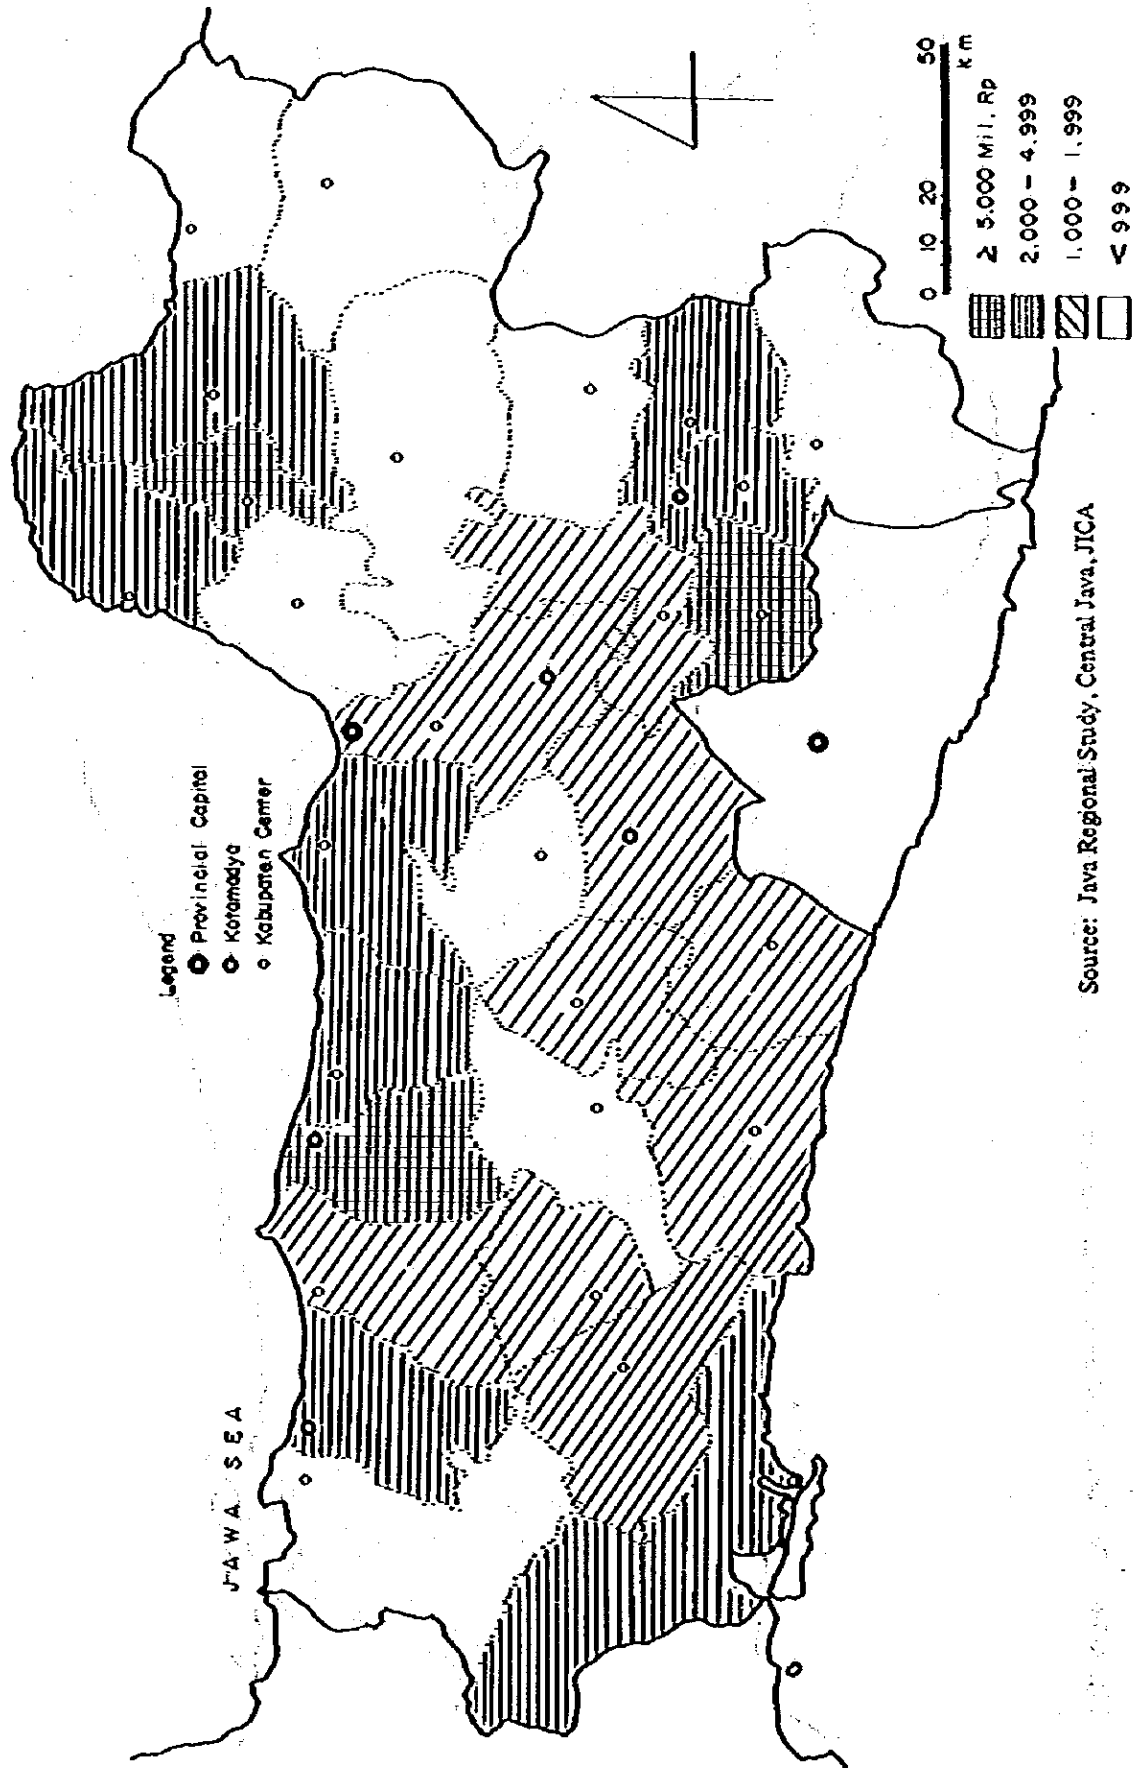 JAWA SEA
Legend
Provincial Capital
Kotamadya
Kabupaten Center
0 10 20 50
km
≥ 5.000 Mil. Rp
2.000 – 4.999
1.000 – 1.999
< 999
Source: Java Regional Study, Central Java, JICA